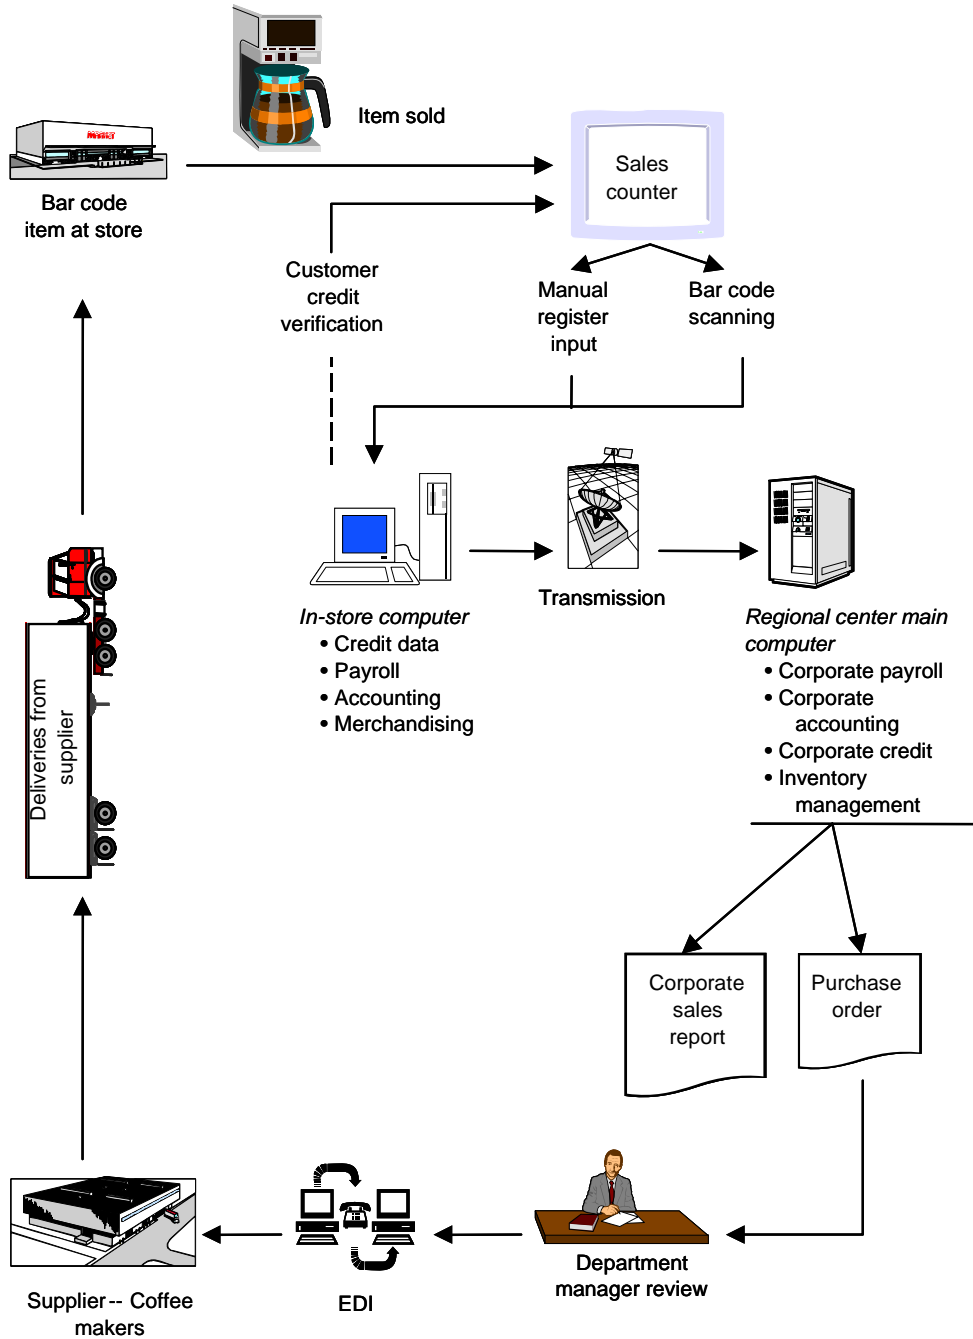 Item sold
Sales
counter
Bar code
item at store
Customer
credit
verification
Manual
register
input
Bar code
scanning
Transmission
In-store computer
• Credit data
• Payroll
• Accounting
• Merchandising
Regional center main
computer
• Corporate payroll
• Corporate
accounting
• Corporate credit
• Inventory
management
Deliveries from
supplier
Corporate
sales
report
Purchase
order
Department
manager review
EDI
Supplier -- Coffee
makers